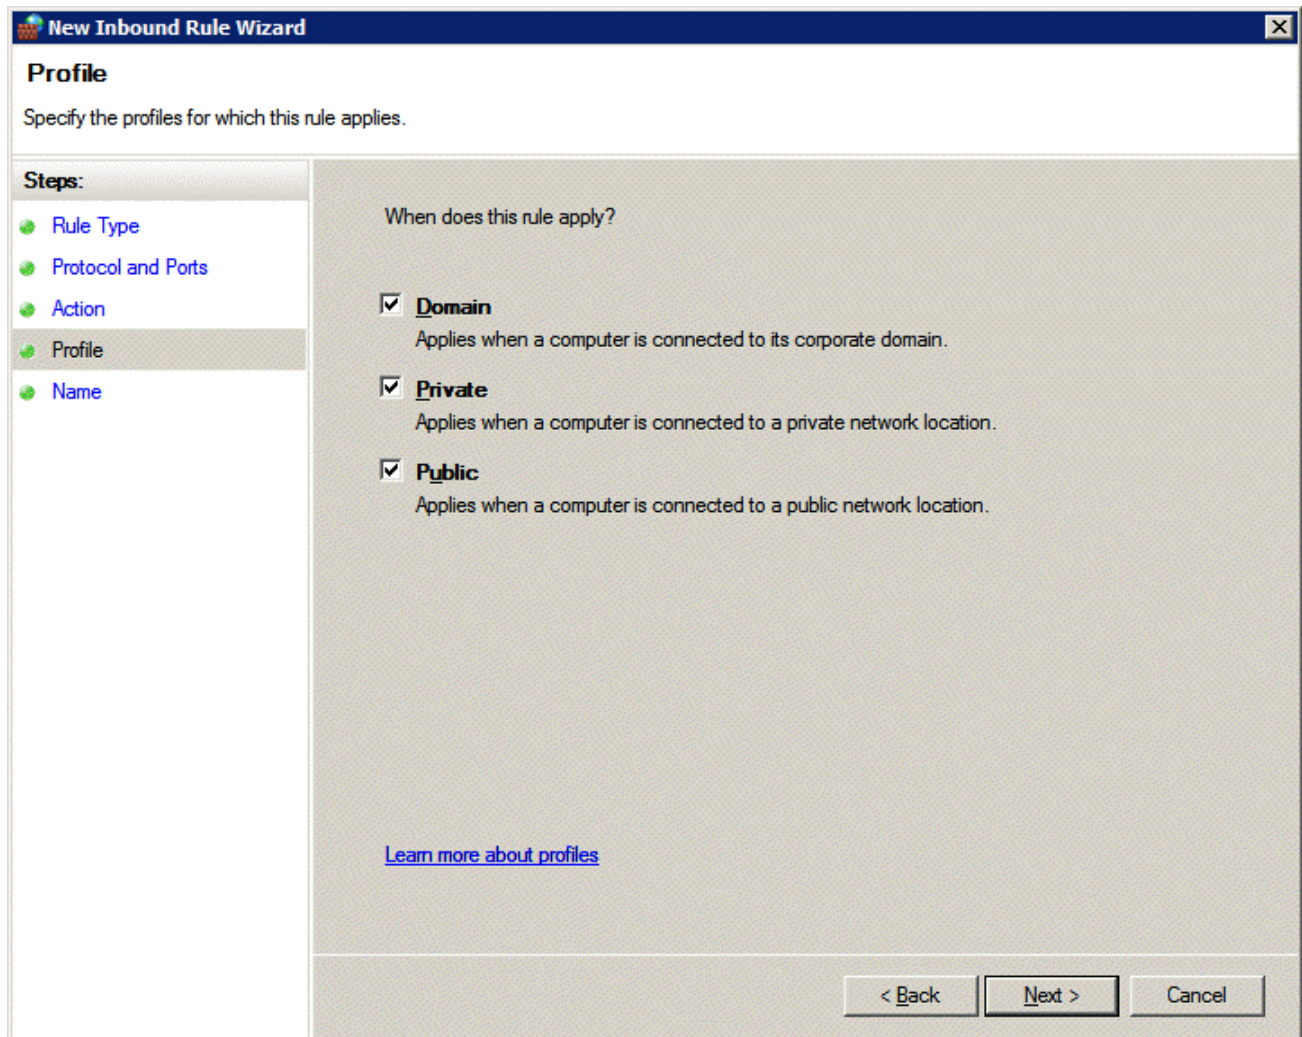 New Inbound Rule Wizard
Profile
Specify the profiles for which this rule applies.
Steps:
Rule Type
Protocol and Ports
Action
Profile
Name
When does this rule apply?
Domain
Applies when a computer is connected to its corporate domain.
Private
Applies when a computer is connected to a private network location.
Public
Applies when a computer is connected to a public network location.
Learn more about profiles
< Back
Next >
Cancel